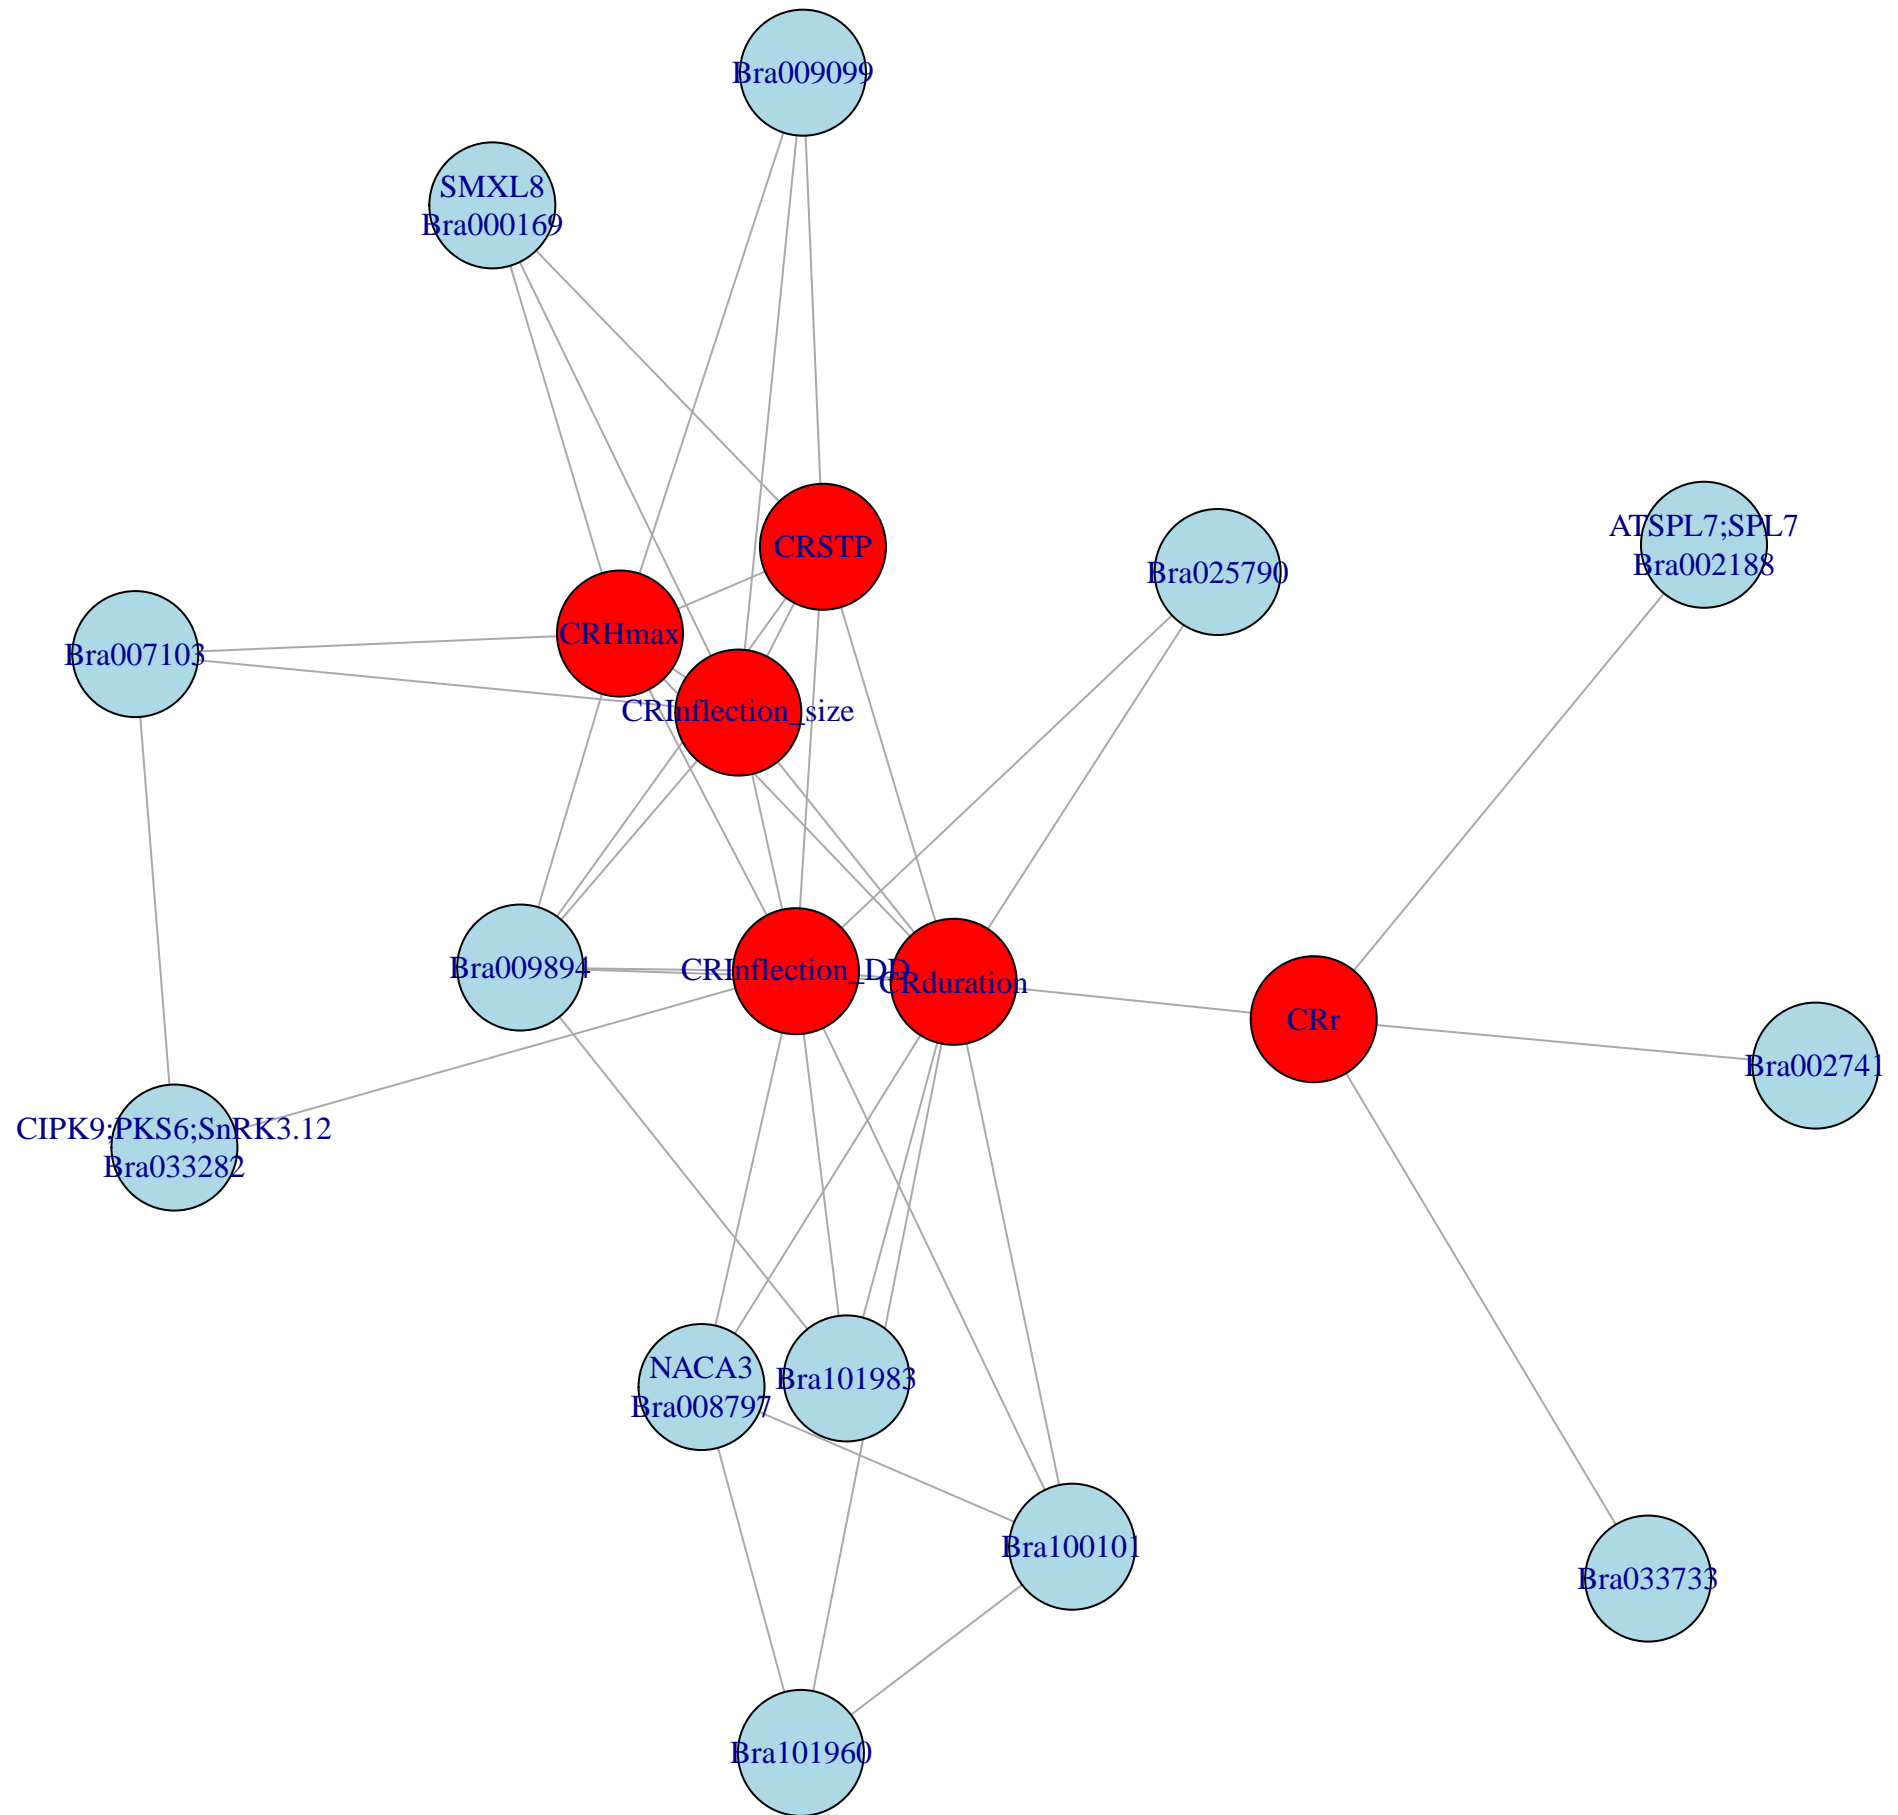 Bra009099
SMXL8
Bra000169
CRSTP
ATSPL7;SPL7
Bra002188
Bra025790
CRHmax
Bra007103
CRInflection_size
Bra009894
CRInflection_DD
CRduration
CRr
Bra002741
CIPK9;PKS6;SnRK3.12
Bra033282
NACA3
Bra008797
Bra101983
Bra100101
Bra033733
Bra101960